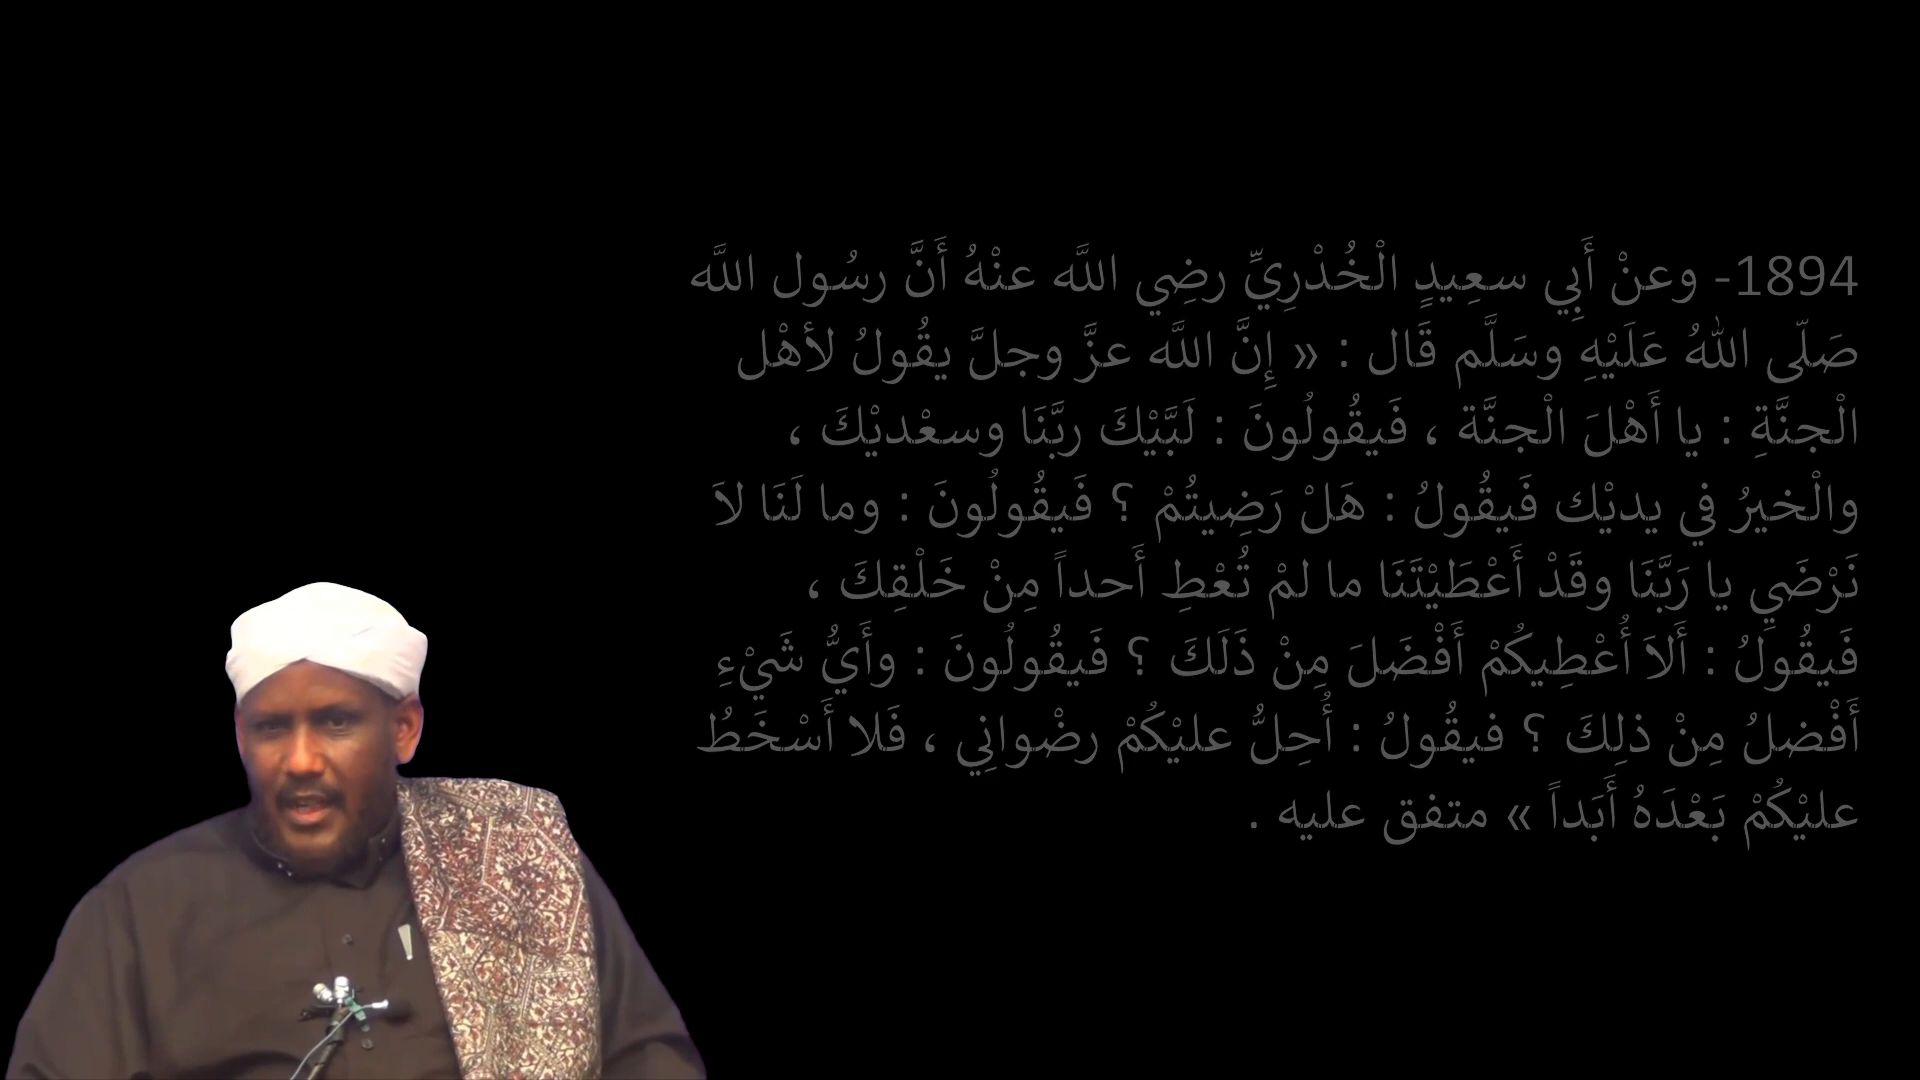 1894- وعنْ أَبِي سعِيدٍ الْخُدْرِيِّ رضِي اللَّه عنْهُ أَنَّ رسُول اللَّه
صَلّى اللهُ عَلَيْهِ وسَلَّم قَال : « إِنَّ اللَّه عزَّ وجلَّ يقُولُ لأهْل
الْجنَّةِ : يا أَهْلَ الْجنَّة ، فَيقُولُونَ : لَبَّيْكَ ربَّنَا وسعْديْكَ ،
والْخيرُ في يديْك فَيقُولُ : هَلْ رَضِيتُمْ ؟ فَيقُولُونَ : وما لَنَا لاَ
نَرْضَي يا رَبَّنَا وقَدْ أَعْطَيْتَنَا ما لمْ تُعْطِ أَحداً مِنْ خَلْقِكَ ،
فَيقُولُ : أَلاَ أُعْطِيكُمْ أَفْضَلَ مِنْ ذَلَكَ ؟ فَيقُولُونَ : وأَيُّ شَيْءِ
أَفْضلُ مِنْ ذلِكَ ؟ فيقُولُ : أُحِلُّ عليْكُمْ رضْوانِي ، فَلا أَسْخَطُ
عليْكُمْ بَعْدَهُ أَبَداً » متفق عليه .